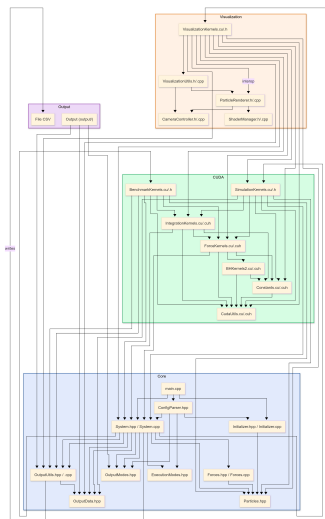 Visualization
VisualizationKernels.cu/.h
VisualizationUtils.h/.cpp
interop
ParticleRenderer.h/.cpp
CameraController.h/.cpp
ShaderManager.h/.cpp
Output
File CSV
Output (output/)
CUDA
BenchmarkKernels.cu/.h
SimulationKernels.cu/.h
IntegrationKernels.cu/.cuh
ForceKernels.cu/.cuh
Constants.cu/.cuh
CudaUtils.cu/.cuh
writes
Core
main.cpp
ConfigParser.hpp
System.hpp / System.cpp
Initializer.hpp / Initializer.cpp
OutputUtils.hpp / .cpp
OutputModes.hpp
ExecutionModes.hpp
Forces.hpp / Forces.cpp
OutputData.hpp
Particles.hpp